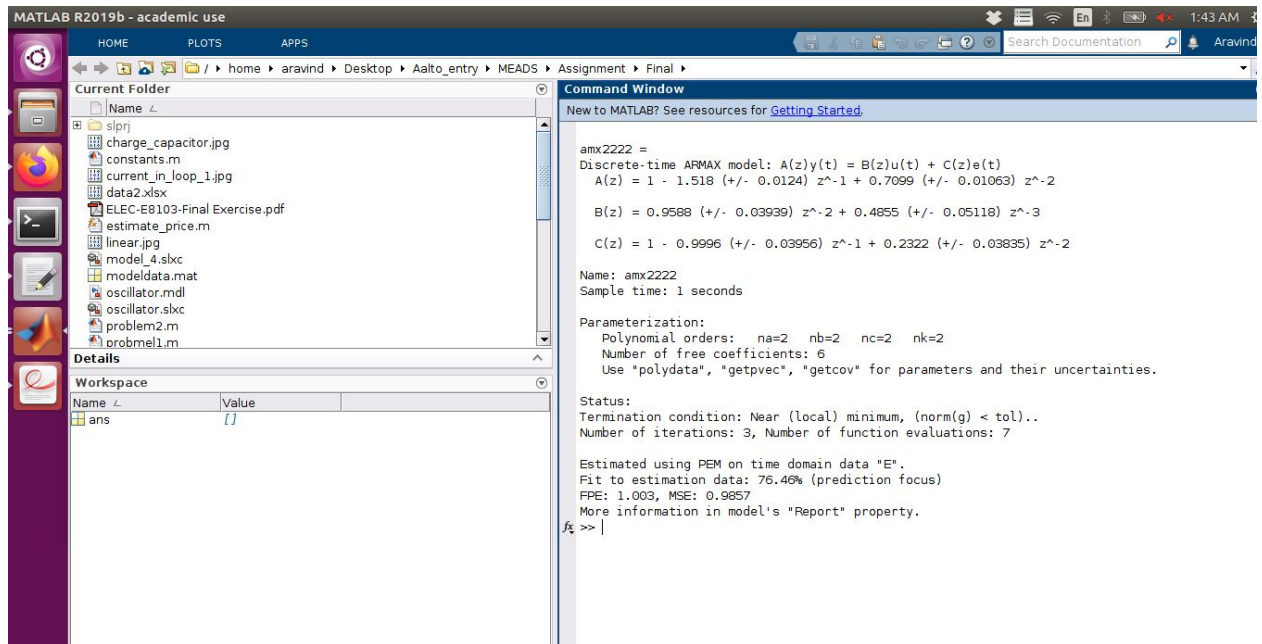 MATLAB R2019b - academic use
En
1:43 AM
HOME PLOTS APPS
Search Documentation
Aravind
/ ▸ home ▸ aravind ▸ Desktop ▸ Aalto_entry ▸ MEADS ▸ Assignment ▸ Final ▸
Current Folder
Name
slprj
charge_capacitor.jpg
constants.m
current_in_loop_1.jpg
data2.xlsx
ELEC-E8103-Final Exercise.pdf
estimate_price.m
linear.jpg
model_4.slxc
modeldata.mat
oscillator.mdl
oscillator.slxc
problem2.m
probmel1.m
Details
Workspace
Name Value
ans []
Command Window
New to MATLAB? See resources for Getting Started.
amx2222 =
Discrete-time ARMAX model: A(z)y(t) = B(z)u(t) + C(z)e(t)
A(z) = 1 - 1.518 (+/- 0.0124) z^-1 + 0.7099 (+/- 0.01063) z^-2
B(z) = 0.9588 (+/- 0.03939) z^-2 + 0.4855 (+/- 0.05118) z^-3
C(z) = 1 - 0.9996 (+/- 0.03956) z^-1 + 0.2322 (+/- 0.03835) z^-2
Name: amx2222
Sample time: 1 seconds
Parameterization:
Polynomial orders: na=2 nb=2 nc=2 nk=2
Number of free coefficients: 6
Use "polydata", "getpvec", "getcov" for parameters and their uncertainties.
Status:
Termination condition: Near (local) minimum, (norm(g) < tol)..
Number of iterations: 3, Number of function evaluations: 7
Estimated using PEM on time domain data "E".
Fit to estimation data: 76.46% (prediction focus)
FPE: 1.003, MSE: 0.9857
More information in model's "Report" property.
fx >>